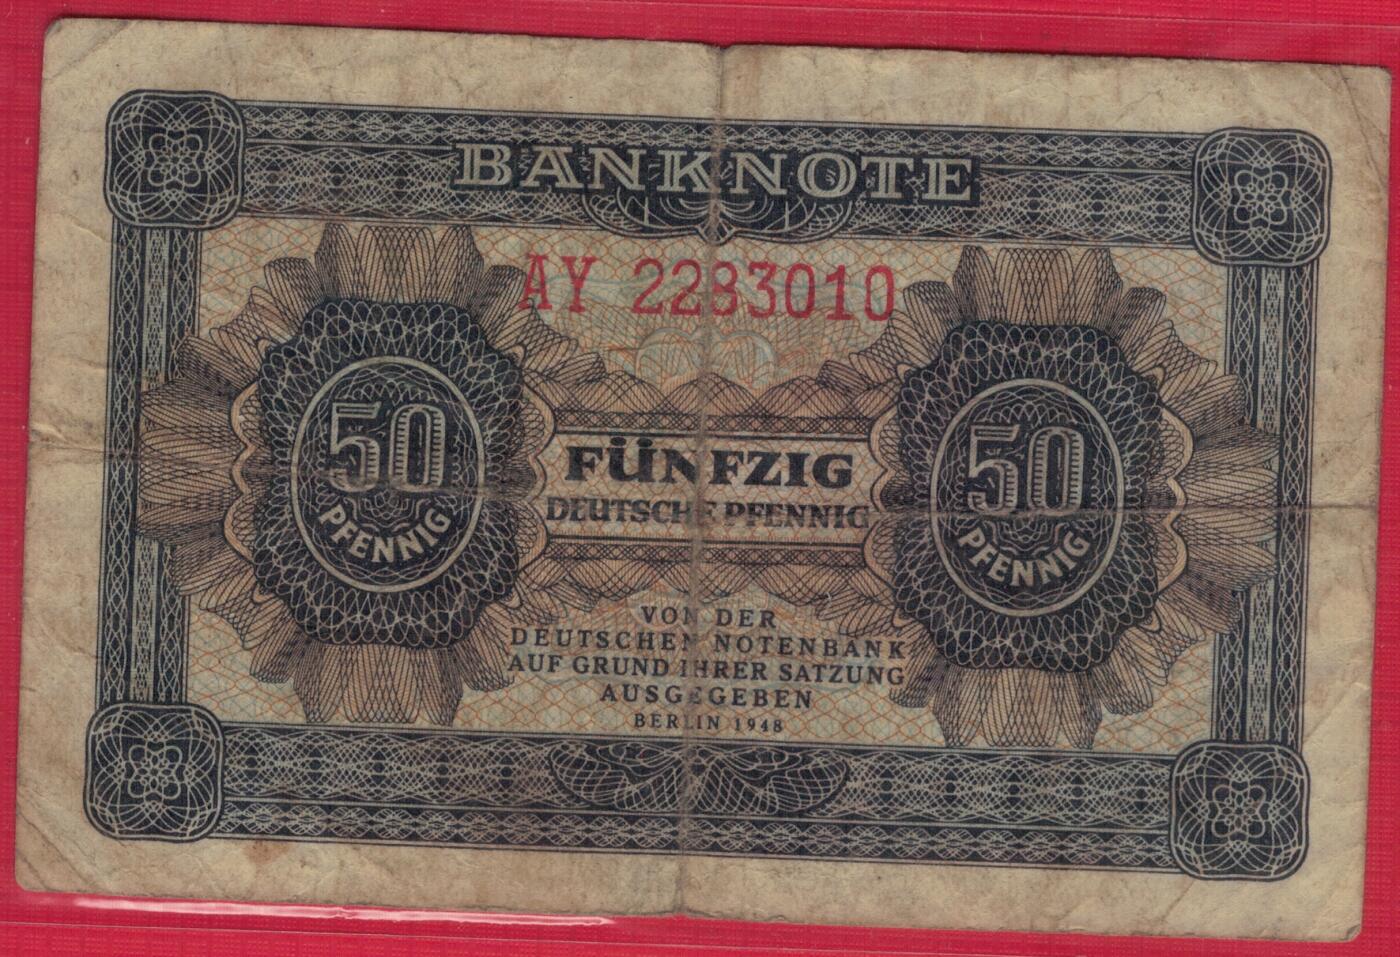 BANKNOTE
AY 2283010
50
PFENNIG
FÜNFZIG
DEUTSCHE PFENNIG
50
PFENNIG
VON DER
DEUTSCHEN NOTENBANK
AUF GRUND IHRER SATZUNG
AUSGEGEBEN
BERLIN 1948